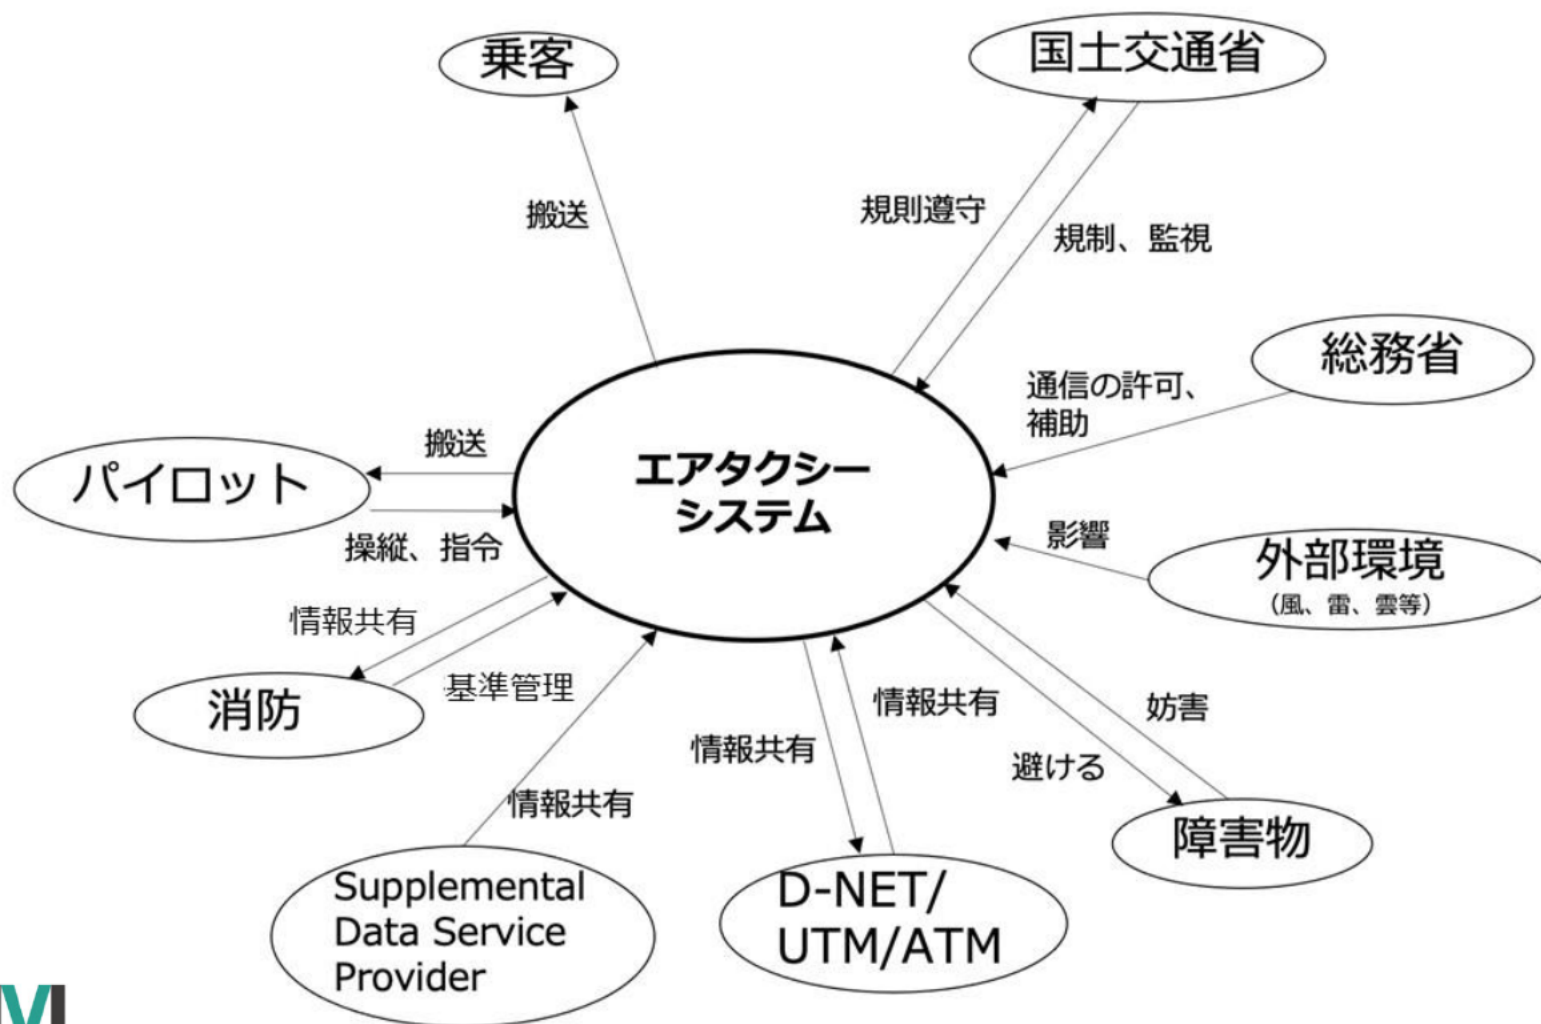 乗客
国土交通省
搬送
規則遵守
規制、監視
総務省
通信の許可、
補助
エアタクシー
システム
搬送
パイロット
操縦、指令
影響
外部環境
（風、雷、雲等）
情報共有
基準管理
消防
情報共有
情報共有
情報共有
妨害
避ける
障害物
Supplemental
Data Service
Provider
D-NET/
UTM/ATM